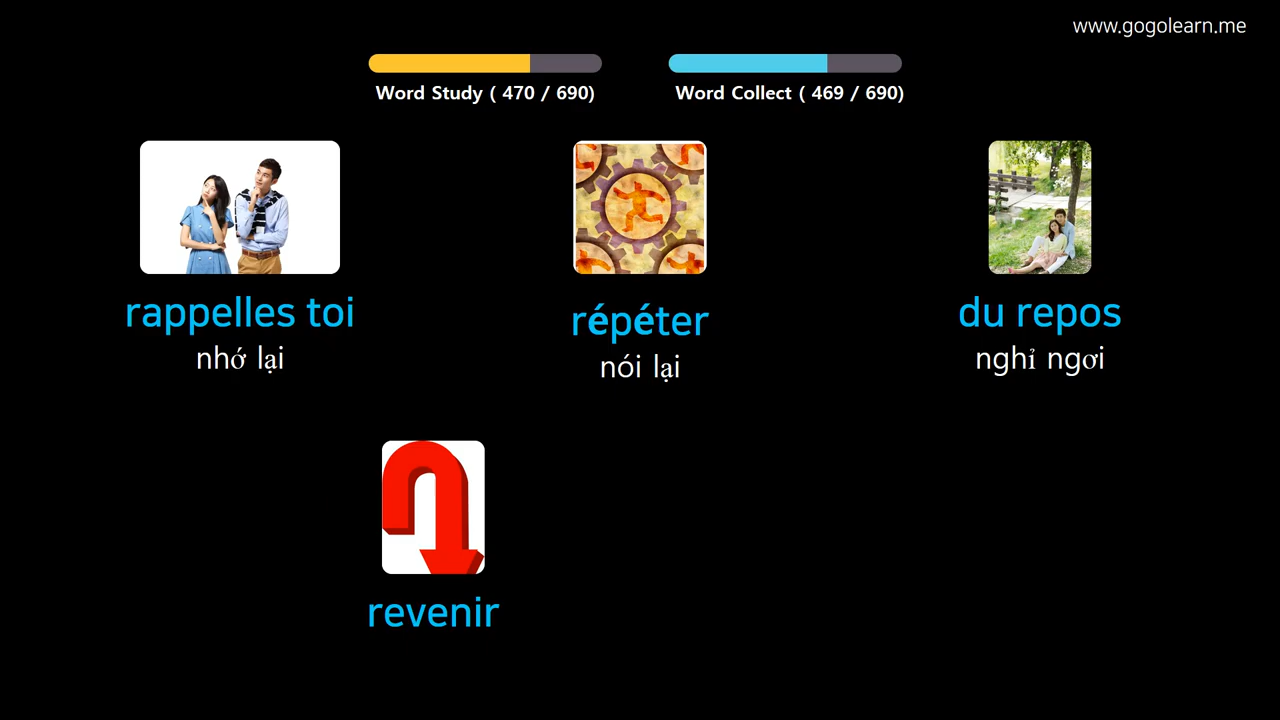 www.gogolearn.me
Word Study ( 470 / 690)
Word Collect ( 469 / 690)
rappelles toi
nhớ lại
répéter
nói lại
du repos
nghỉ ngơi
revenir